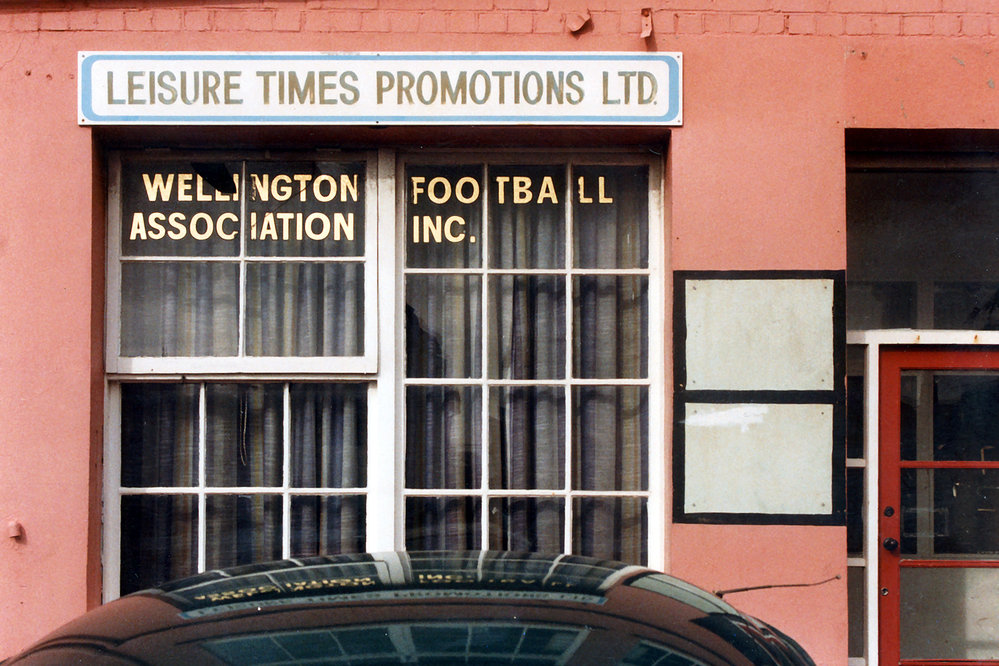 LEISURE TIMES PROMOTIONS LTD.
WELLINGTON FOOTBALL
ASSOCIATION INC.